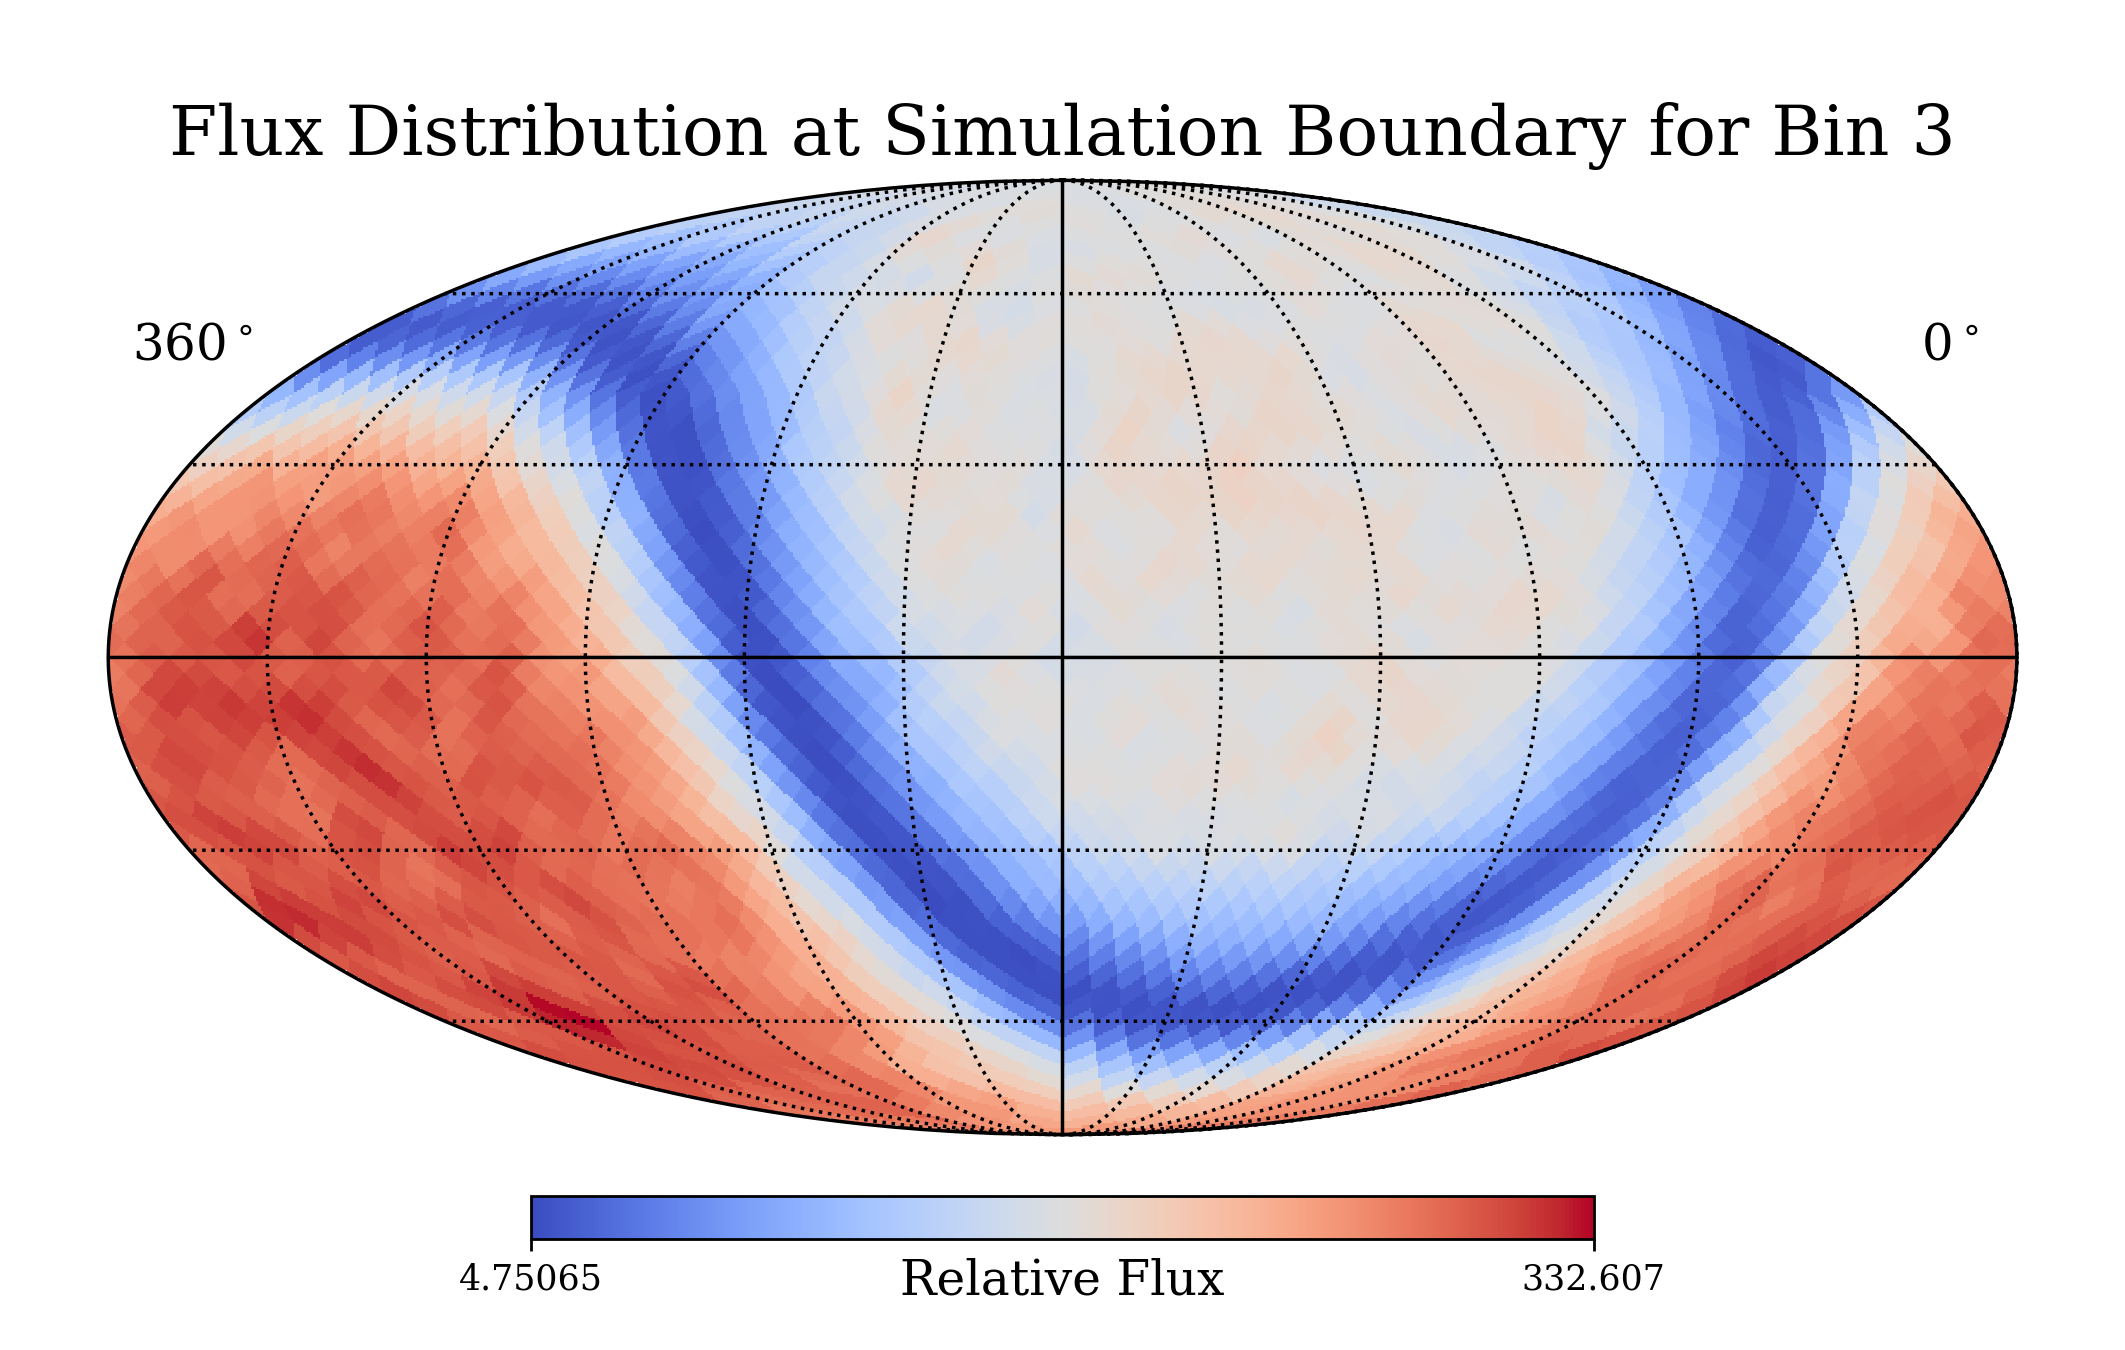 Flux Distribution at Simulation Boundary for Bin 3
360°
0°
4.75065
Relative Flux
332.607